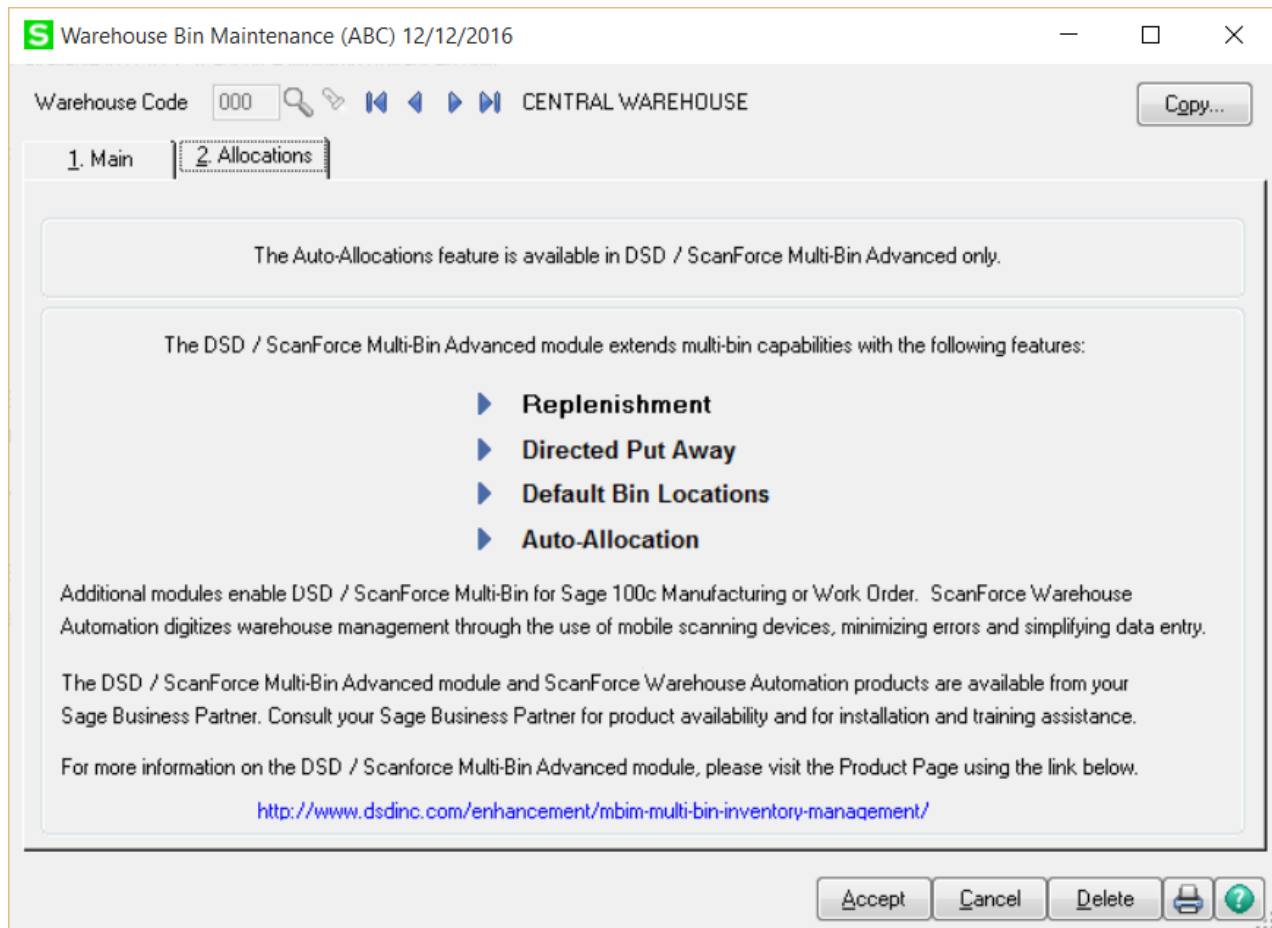 S Warehouse Bin Maintenance (ABC) 12/12/2016
Warehouse Code 000 CENTRAL WAREHOUSE Copy...
1. Main 2. Allocations
The Auto-Allocations feature is available in DSD / ScanForce Multi-Bin Advanced only.
The DSD / ScanForce Multi-Bin Advanced module extends multi-bin capabilities with the following features:
Replenishment
Directed Put Away
Default Bin Locations
Auto-Allocation
Additional modules enable DSD / ScanForce Multi-Bin for Sage 100c Manufacturing or Work Order. ScanForce Warehouse
Automation digitizes warehouse management through the use of mobile scanning devices, minimizing errors and simplifying data entry.
The DSD / ScanForce Multi-Bin Advanced module and ScanForce Warehouse Automation products are available from your
Sage Business Partner. Consult your Sage Business Partner for product availability and for installation and training assistance.
For more information on the DSD / Scanforce Multi-Bin Advanced module, please visit the Product Page using the link below.
http://www.dsdinc.com/enhancement/mbim-multi-bin-inventory-management/
Accept Cancel Delete ?